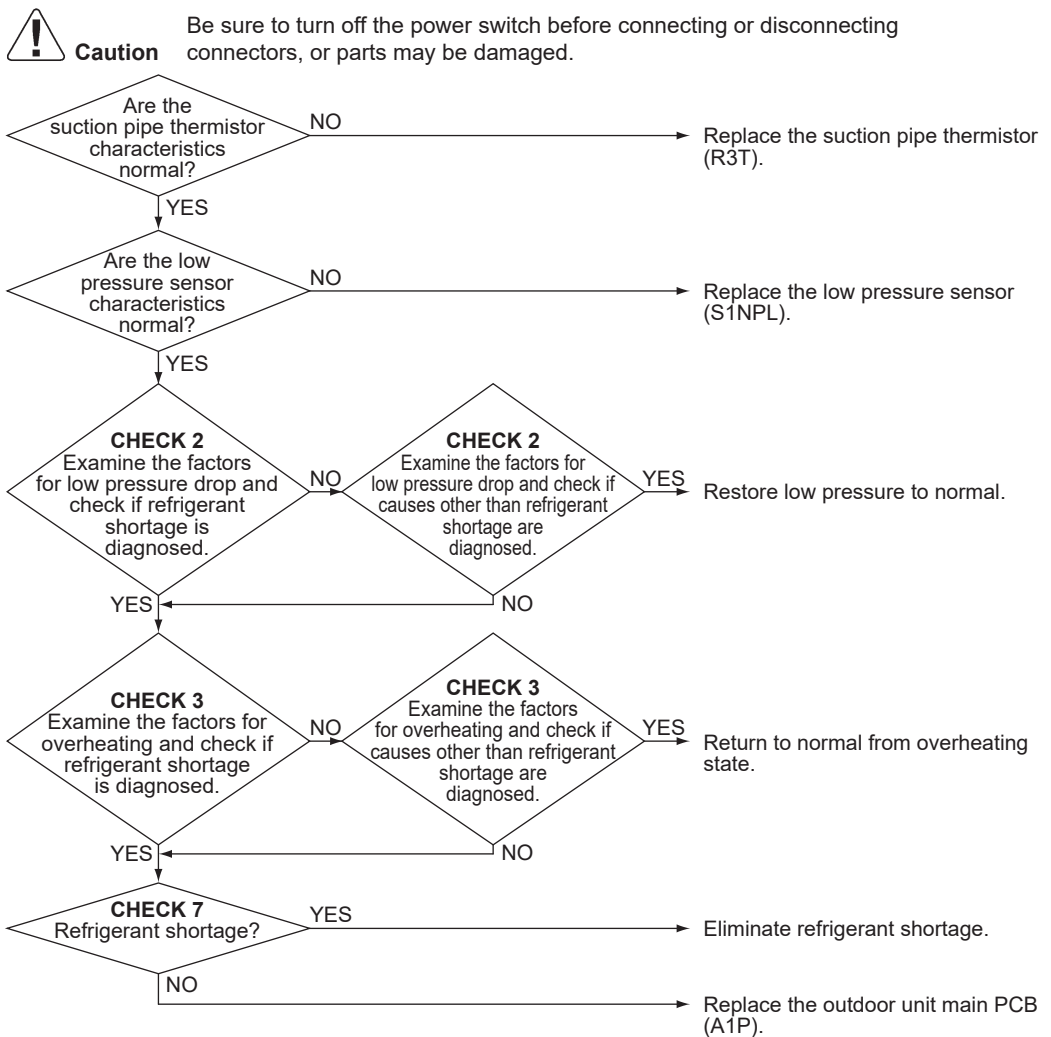 Be sure to turn off the power switch before connecting or disconnecting
Caution connectors, or parts may be damaged.
Are the
suction pipe thermistor
characteristics
normal?
NO
Replace the suction pipe thermistor
(R3T).
YES
Are the low
pressure sensor
characteristics
normal?
NO
Replace the low pressure sensor
(S1NPL).
YES
CHECK 2
Examine the factors
for low pressure drop and
check if refrigerant
shortage is
diagnosed.
NO
CHECK 2
Examine the factors for
low pressure drop and check if
causes other than refrigerant
shortage are
diagnosed.
YES
Restore low pressure to normal.
YES
NO
CHECK 3
Examine the factors for
overheating and check if
refrigerant shortage
is diagnosed.
NO
CHECK 3
Examine the factors
for overheating and check if
causes other than refrigerant
shortage are
diagnosed.
YES
Return to normal from overheating
state.
YES
NO
CHECK 7
Refrigerant shortage?
YES
Eliminate refrigerant shortage.
NO
Replace the outdoor unit main PCB
(A1P).